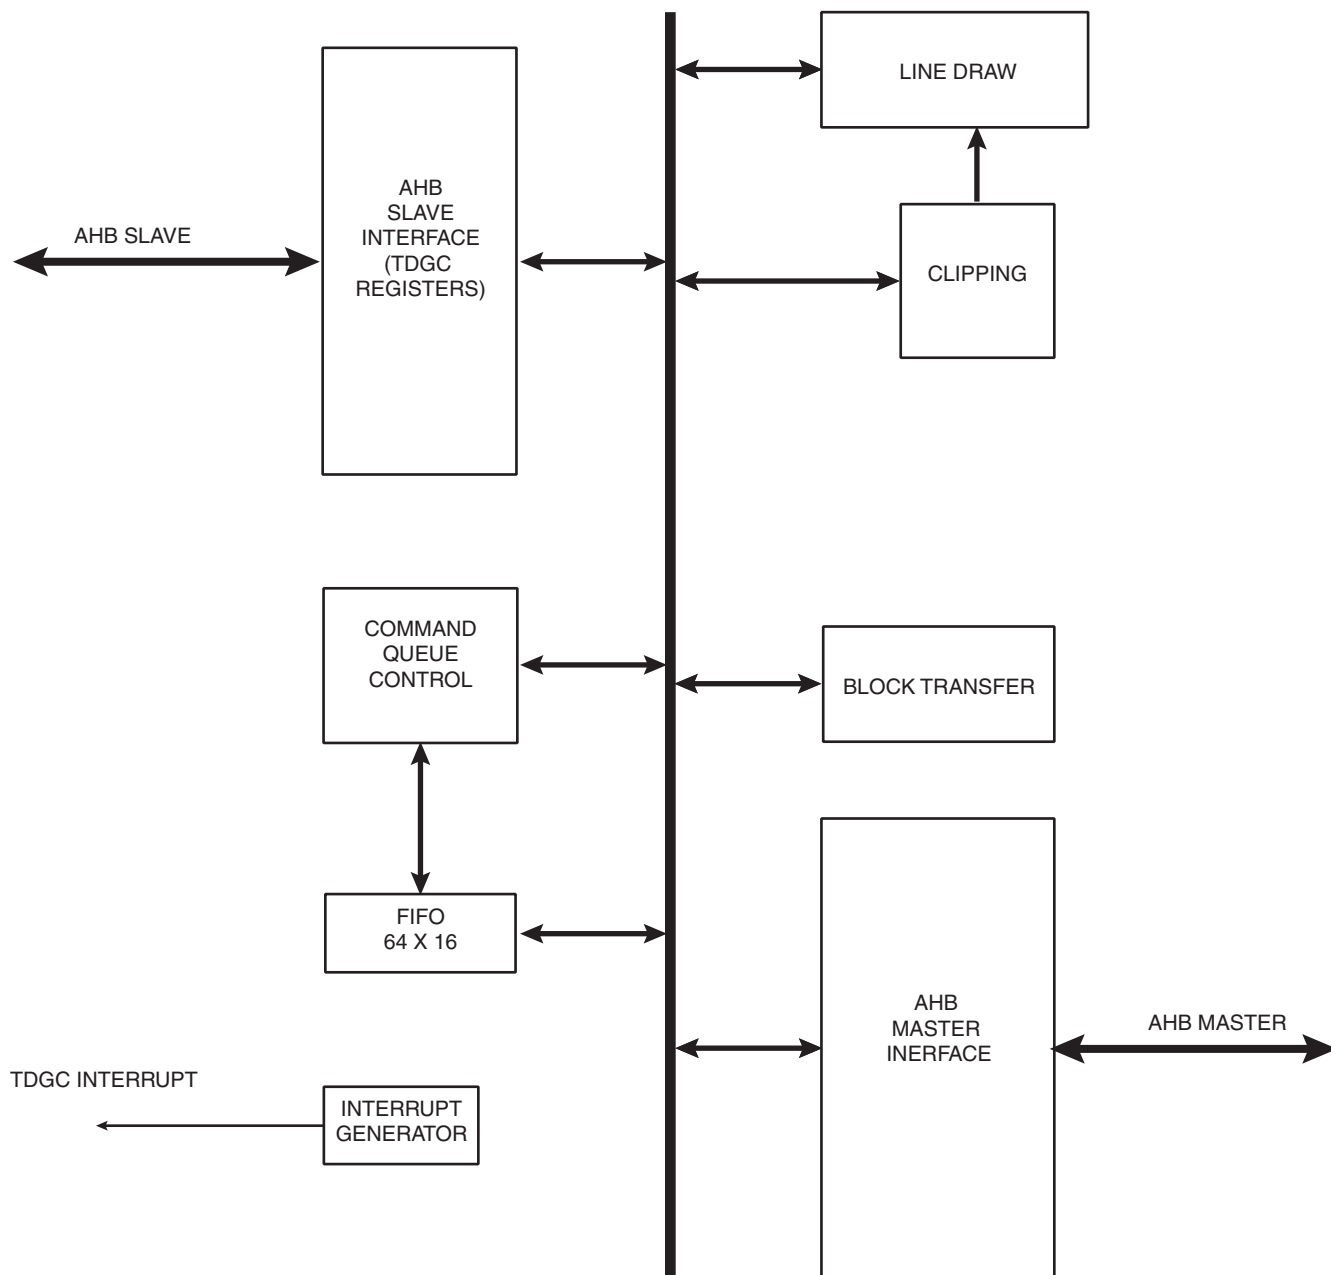 LINE DRAW
AHB
SLAVE
INTERFACE
(TDGC
REGISTERS)
AHB SLAVE
CLIPPING
COMMAND
QUEUE
CONTROL
BLOCK TRANSFER
FIFO
64 X 16
AHB
MASTER
INERFACE
AHB MASTER
TDGC INTERRUPT
INTERRUPT
GENERATOR